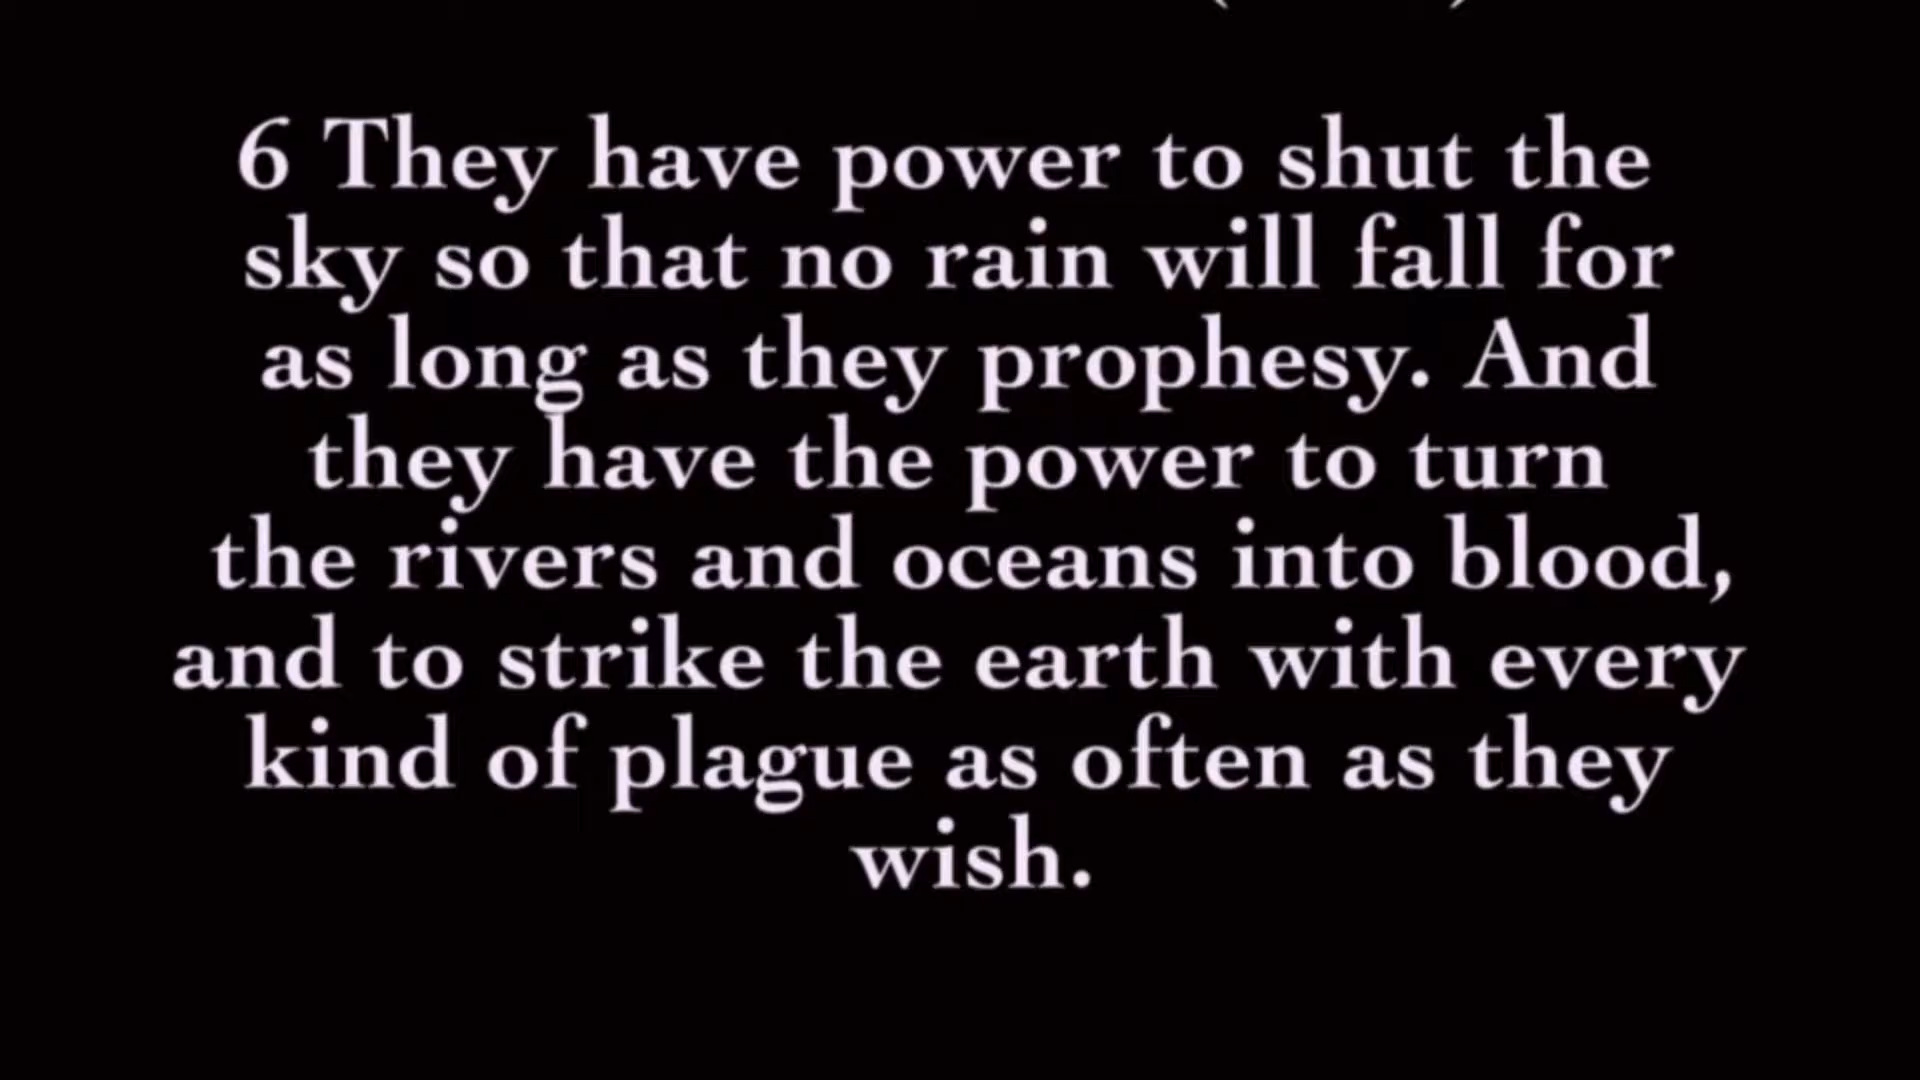 6 They have power to shut the
sky so that no rain will fall for
as long as they prophesy. And
they have the power to turn
the rivers and oceans into blood,
and to strike the earth with every
kind of plague as often as they
wish.